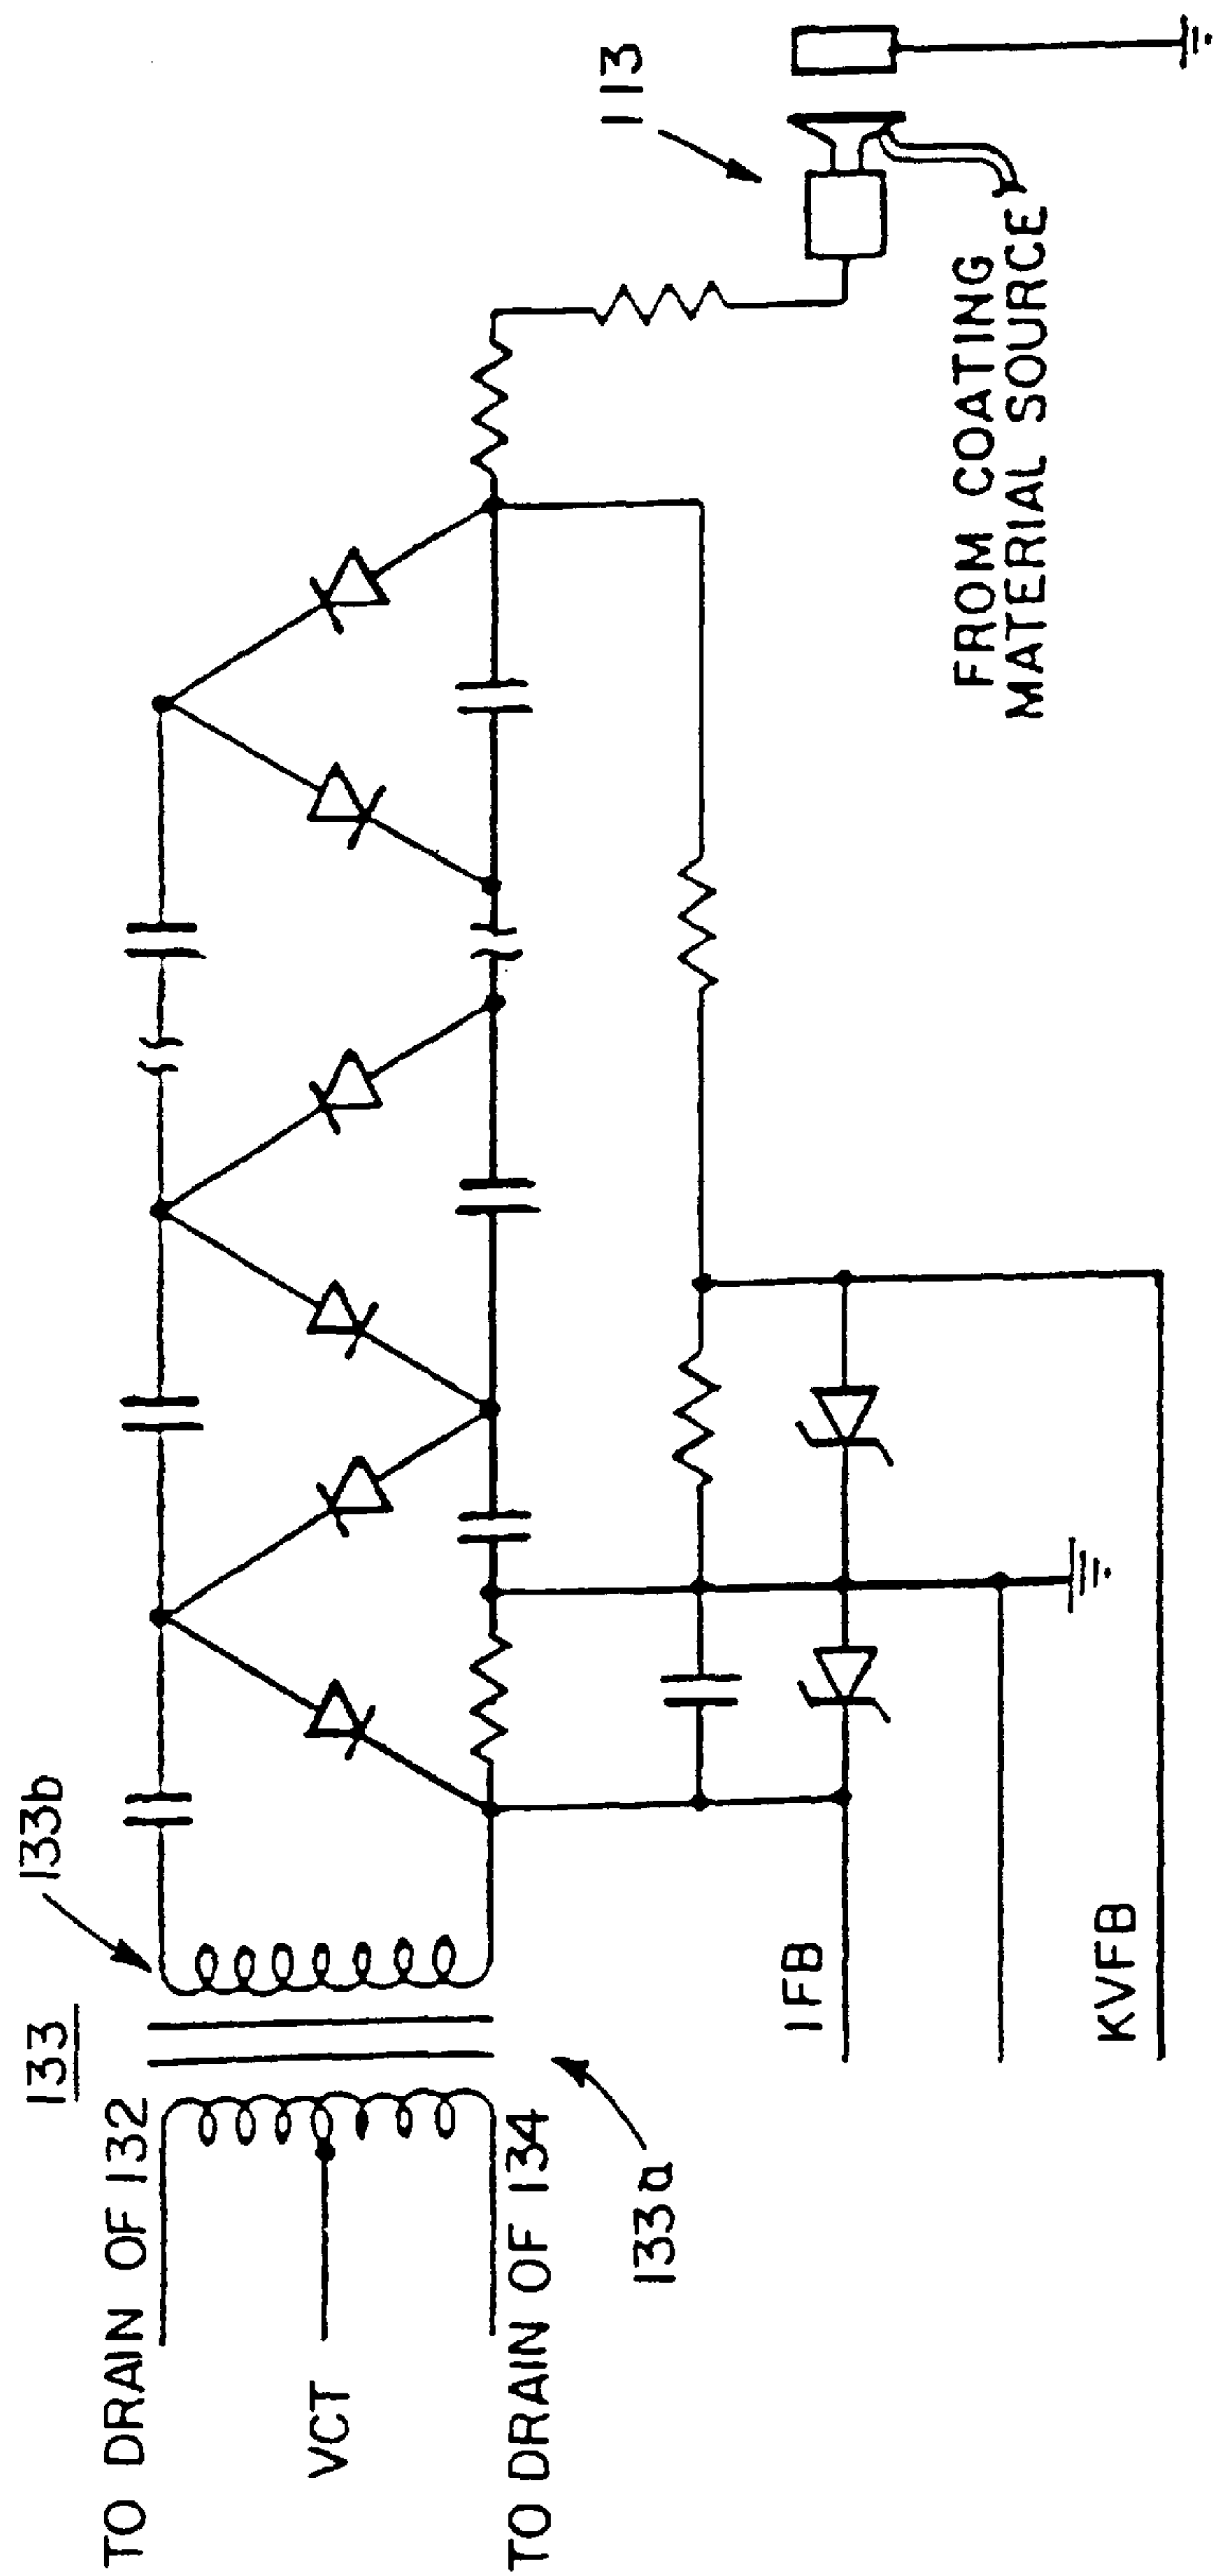 133
133b
TO DRAIN OF 132
VCT
TO DRAIN OF 134
133a
IFB
KVFB
113
FROM COATING
MATERIAL SOURCE